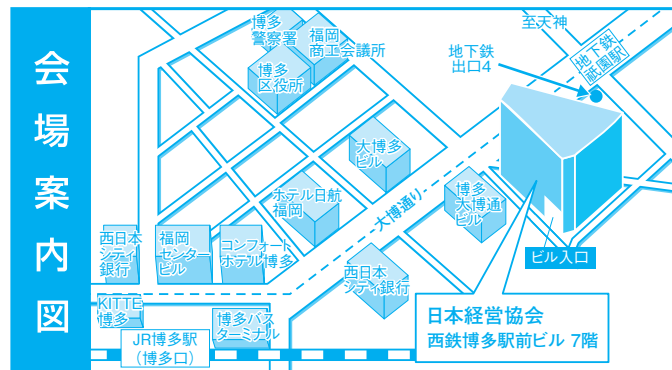 会場案内図
博多
警察署
福岡
商工会議所
博多
区役所
至天神
地下鉄
出口4
地下鉄
祇園駅
大博多
ビル
ホテル日航
福岡
大博通り
博多
大博通
ビル
西日本
シティ
銀行
福岡
センター
ビル
コンフォート
ホテル博多
西日本
シティ銀行
ビル入口
KITTE
博多
博多バス
ターミナル
JR博多駅
（博多口）
日本経営協会
西鉄博多駅前ビル 7階